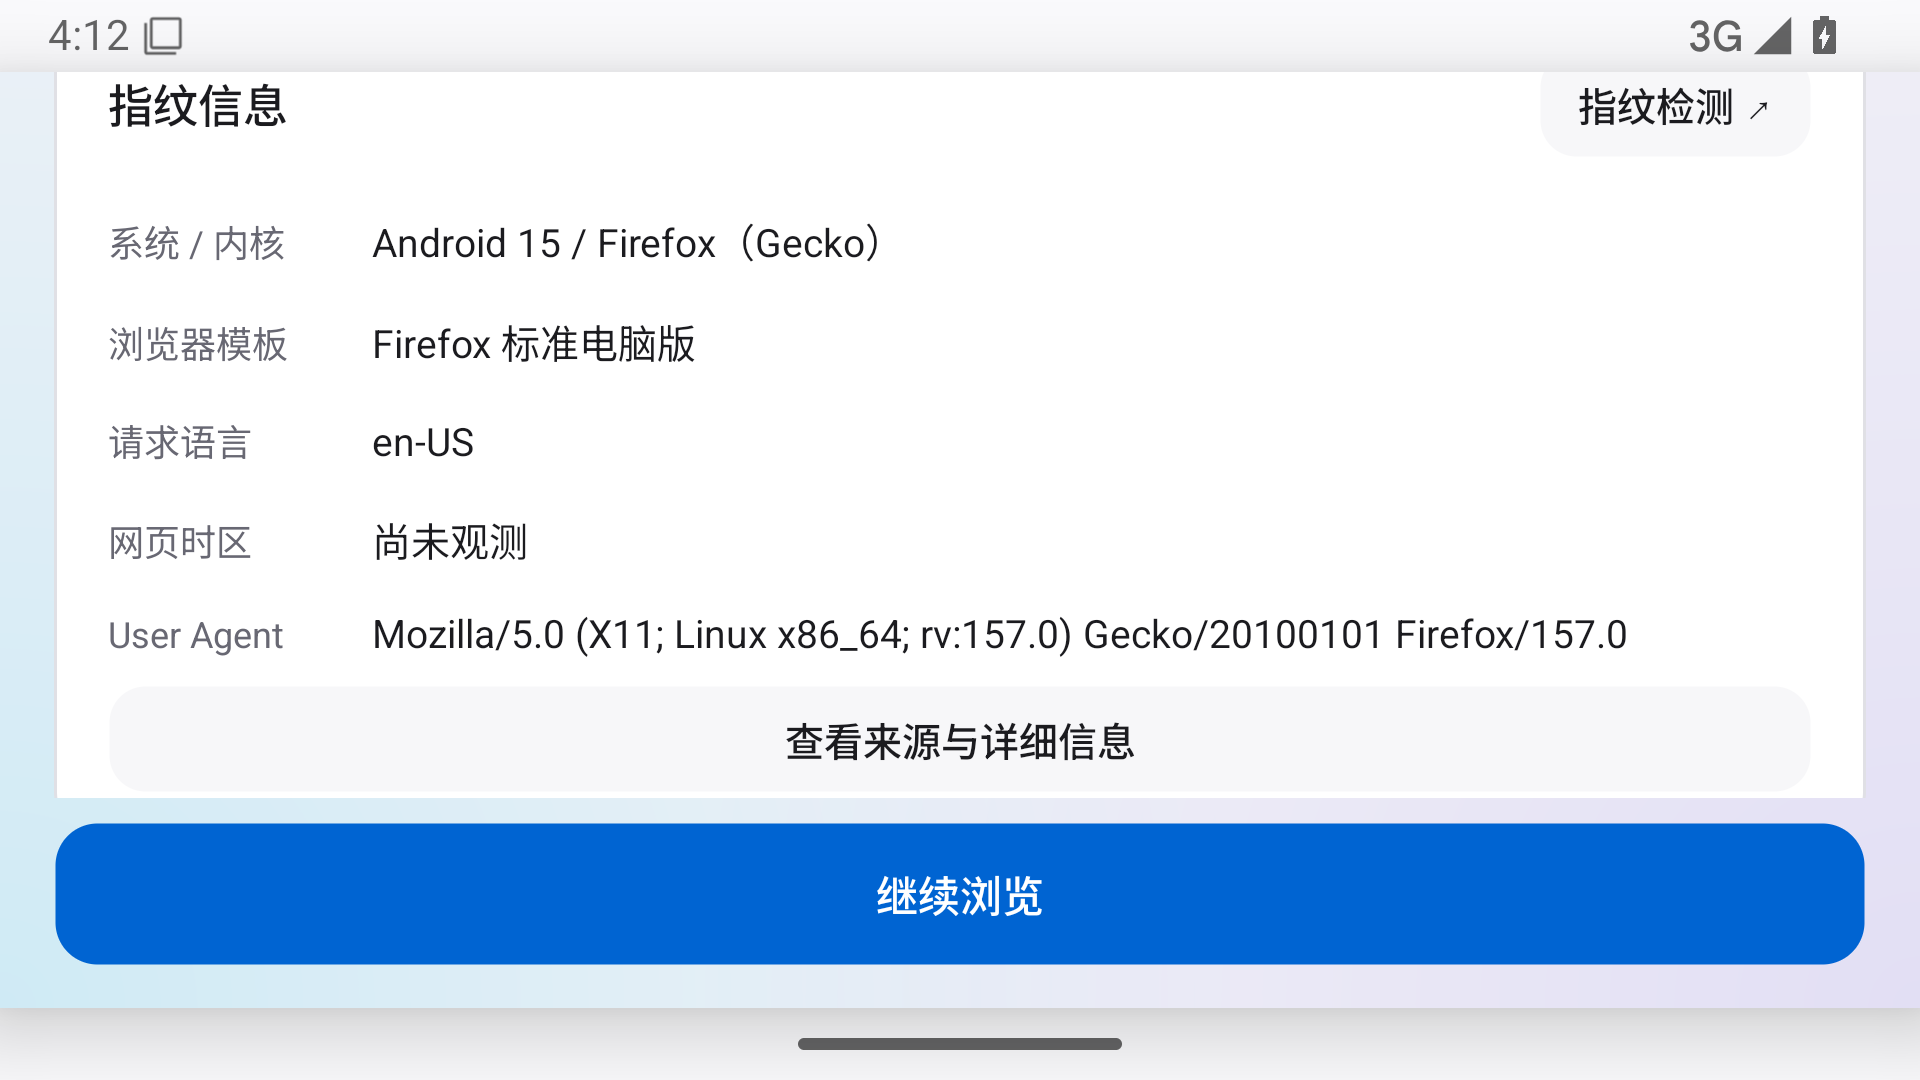 4:12
3G
指纹信息
指纹检测 ↗
系统 / 内核
Android 15 / Firefox（Gecko）
浏览器模板
Firefox 标准电脑版
请求语言
en-US
网页时区
尚未观测
User Agent
Mozilla/5.0 (X11; Linux x86_64; rv:157.0) Gecko/20100101 Firefox/157.0
查看来源与详细信息
继续浏览